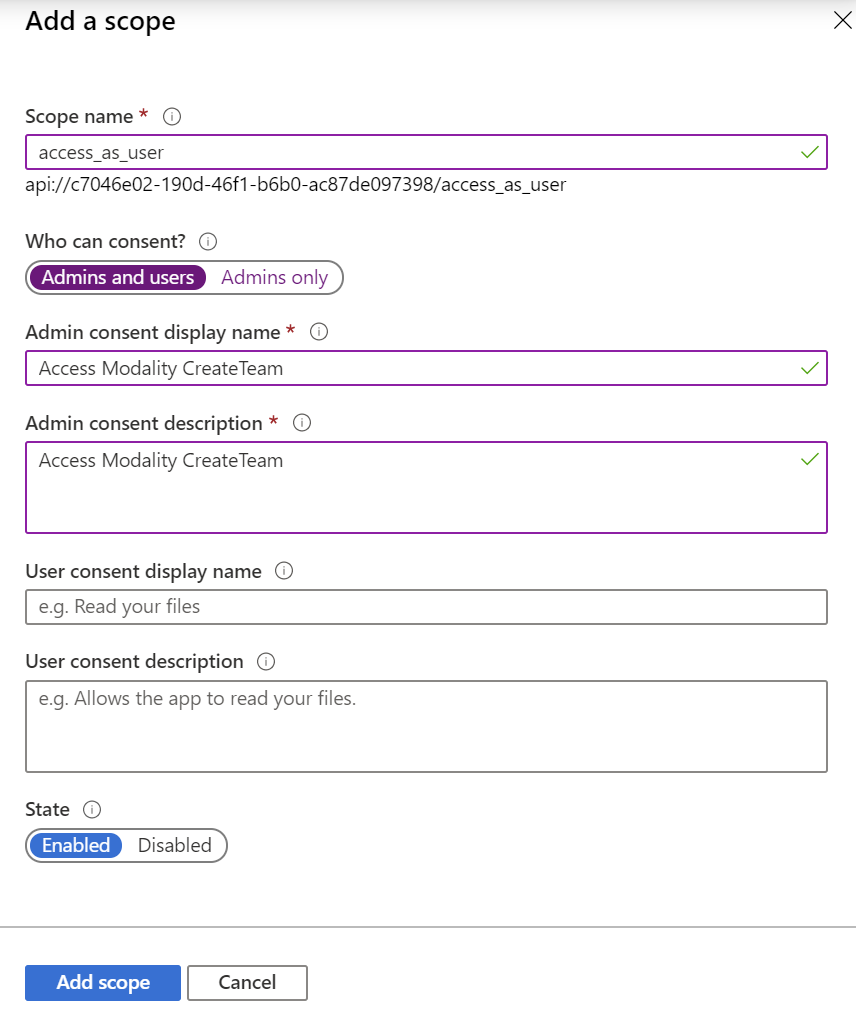 Add a scope
Scope name *
access_as_user
api://c7046e02-190d-46f1-b6b0-ac87de097398/access_as_user
Who can consent?
Admins and users Admins only
Admin consent display name *
Access Modality CreateTeam
Admin consent description *
Access Modality CreateTeam
User consent display name
e.g. Read your files
User consent description
e.g. Allows the app to read your files.
State
Enabled Disabled
Add scope Cancel